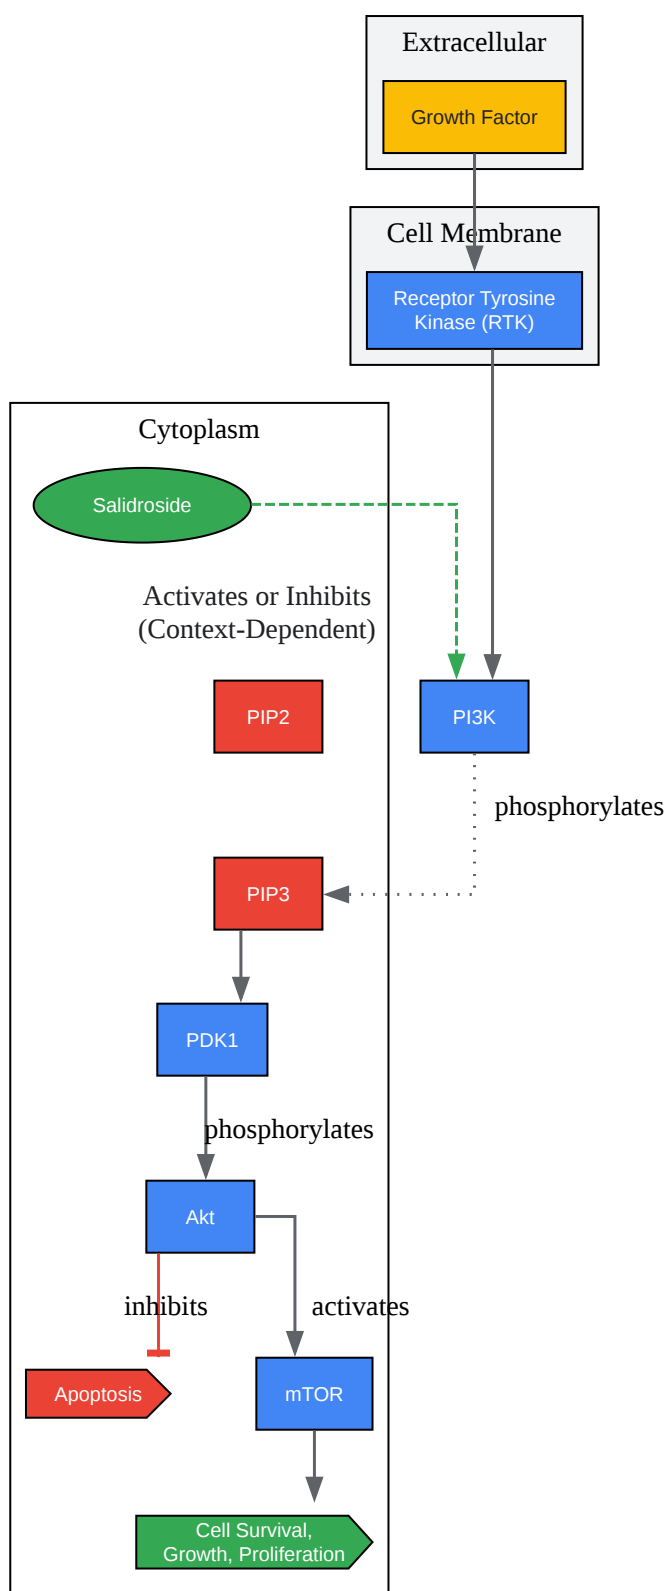 Extracellular
Growth Factor
Cell Membrane
Receptor Tyrosine
Kinase (RTK)
Cytoplasm
Salidroside
Activates or Inhibits
(Context-Dependent)
PIP2
PI3K
phosphorylates
PIP3
PDK1
phosphorylates
Akt
inhibits
activates
Apoptosis
mTOR
Cell Survival,
Growth, Proliferation